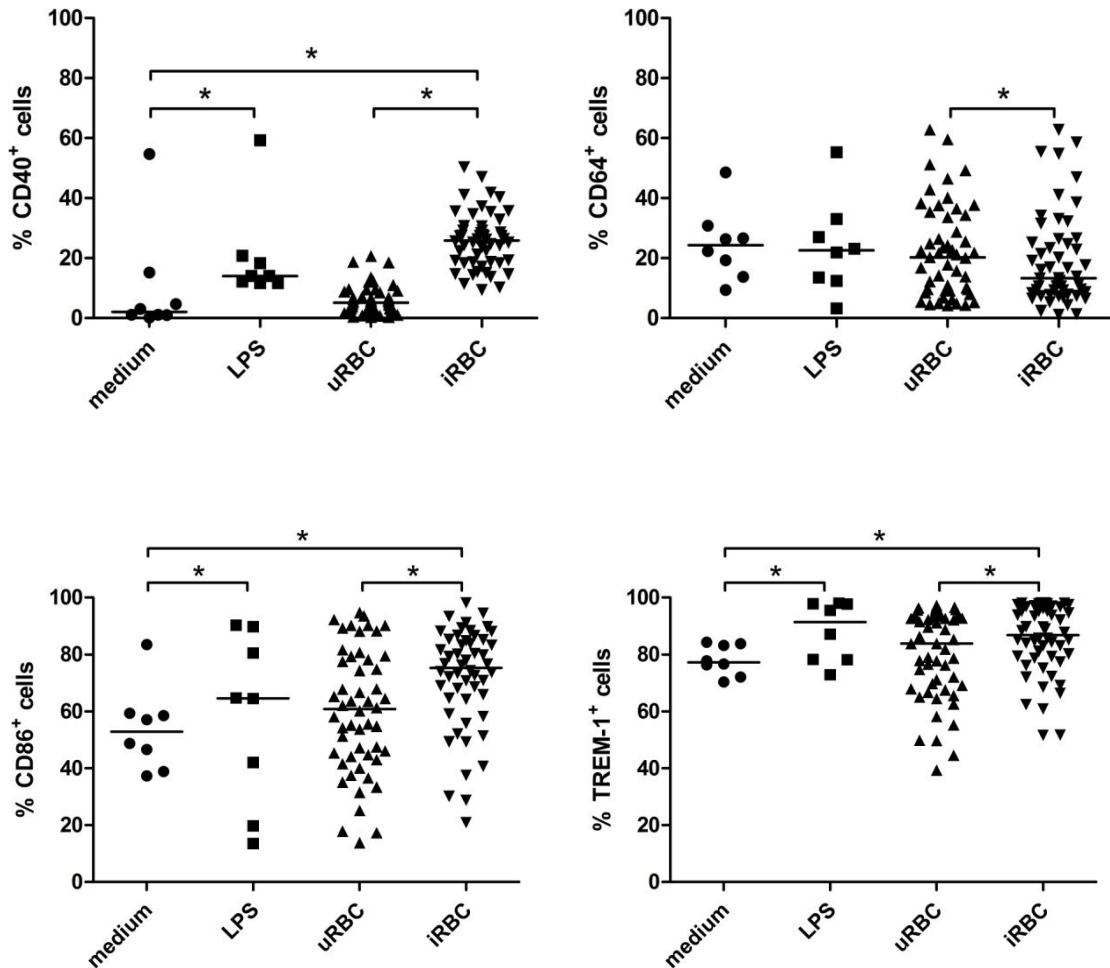 % CD40+ cells
100
80
60
40
20
0
*
*
*
medium
LPS
uRBC
iRBC
% CD64+ cells
100
80
60
40
20
0
*
medium
LPS
uRBC
iRBC
% CD86+ cells
100
80
60
40
20
0
*
*
*
medium
LPS
uRBC
iRBC
% TREM-1+ cells
100
80
60
40
20
0
*
*
*
medium
LPS
uRBC
iRBC